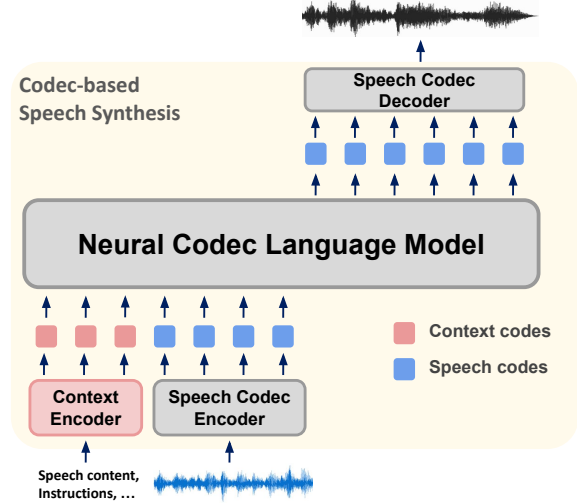 Codec-based
Speech Synthesis
Speech Codec
Decoder
Neural Codec Language Model
Context codes
Speech codes
Context
Encoder
Speech Codec
Encoder
Speech content,
Instructions, ...